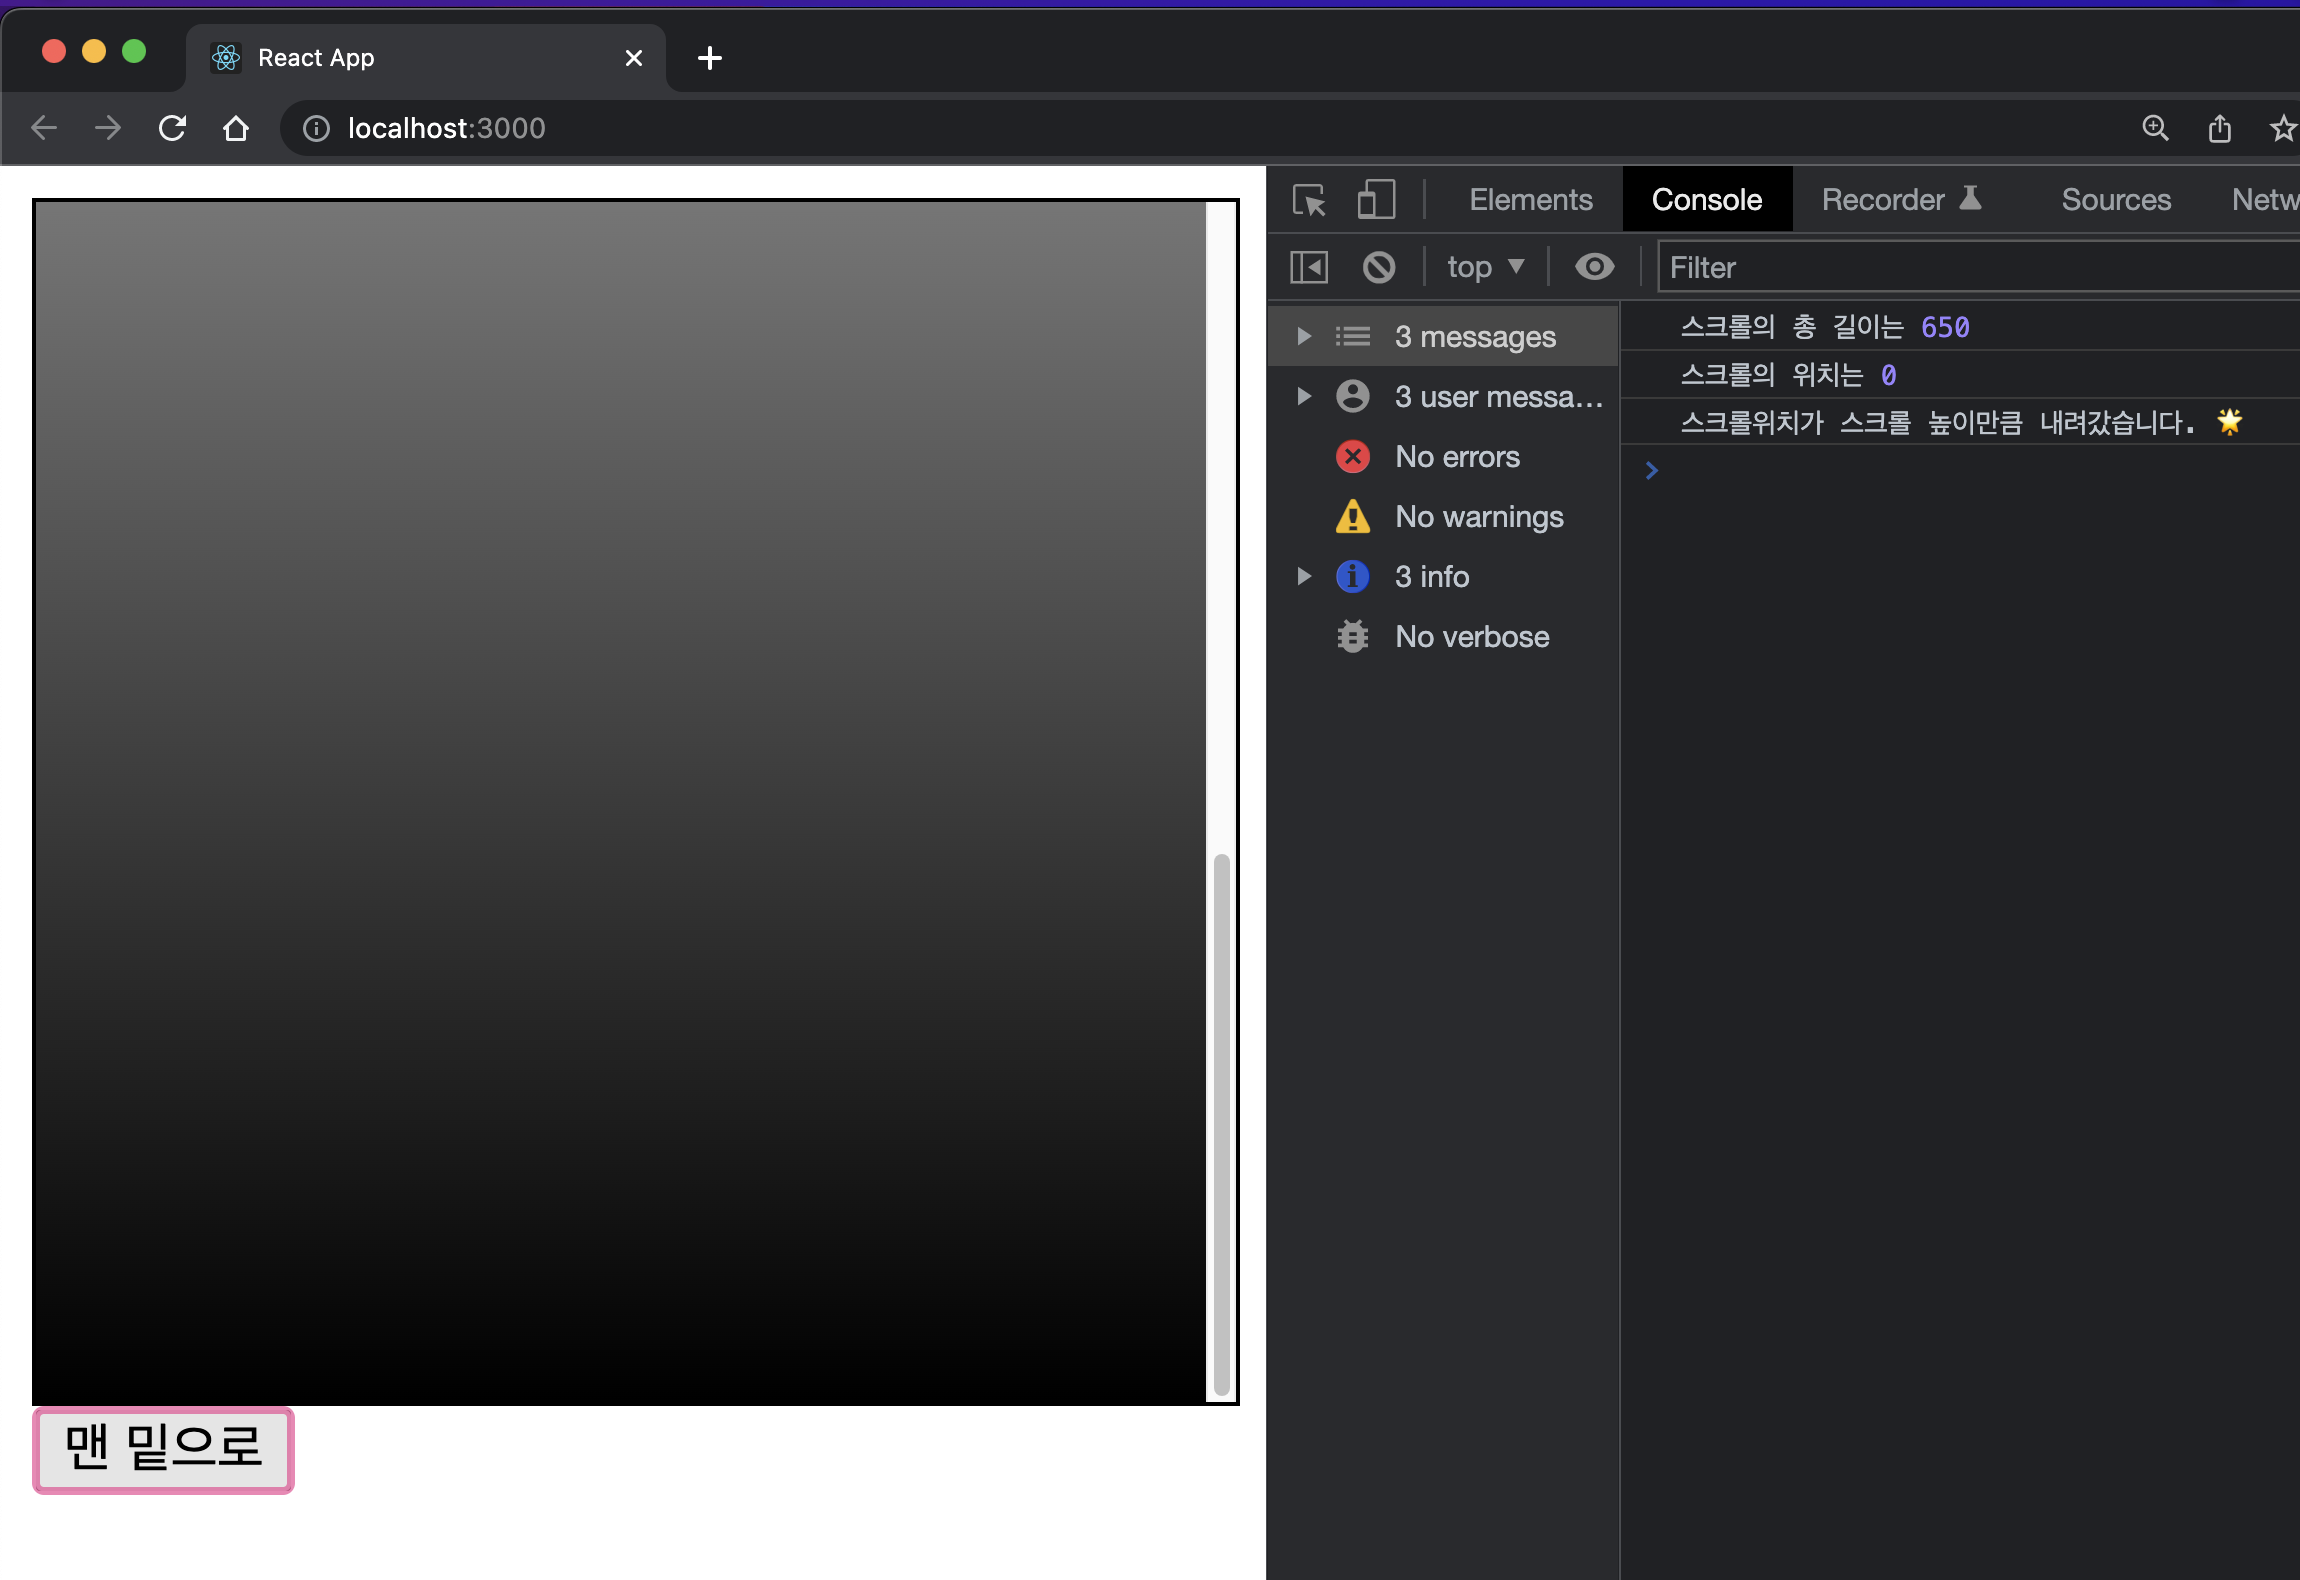 React App
localhost:3000
Elements Console Recorder Sources Netw
top Filter
3 messages
3 user messa...
No errors
No warnings
3 info
No verbose
스크롤의 총 길이는 650
스크롤의 위치는 0
스크롤위치가 스크롤 높이만큼 내려갔습니다. 🌟
맨 밑으로